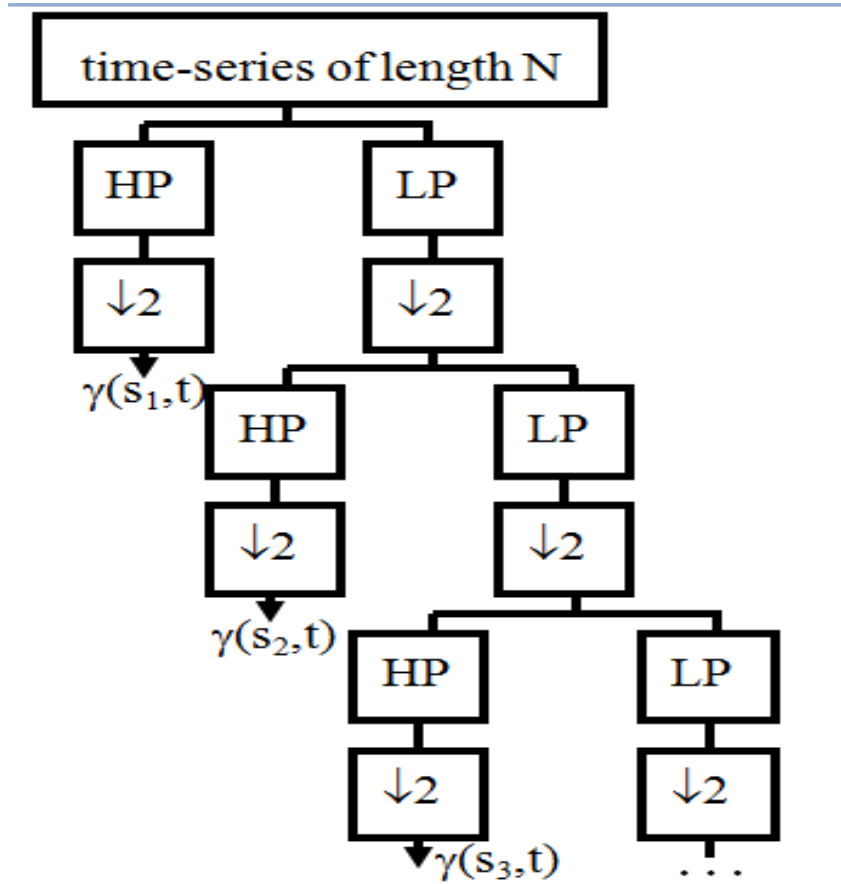 time-series of length N
HP LP
↓2 ↓2
γ(s₁,t)
HP LP
↓2 ↓2
γ(s₂,t)
HP LP
↓2 ↓2
γ(s₃,t) . . .